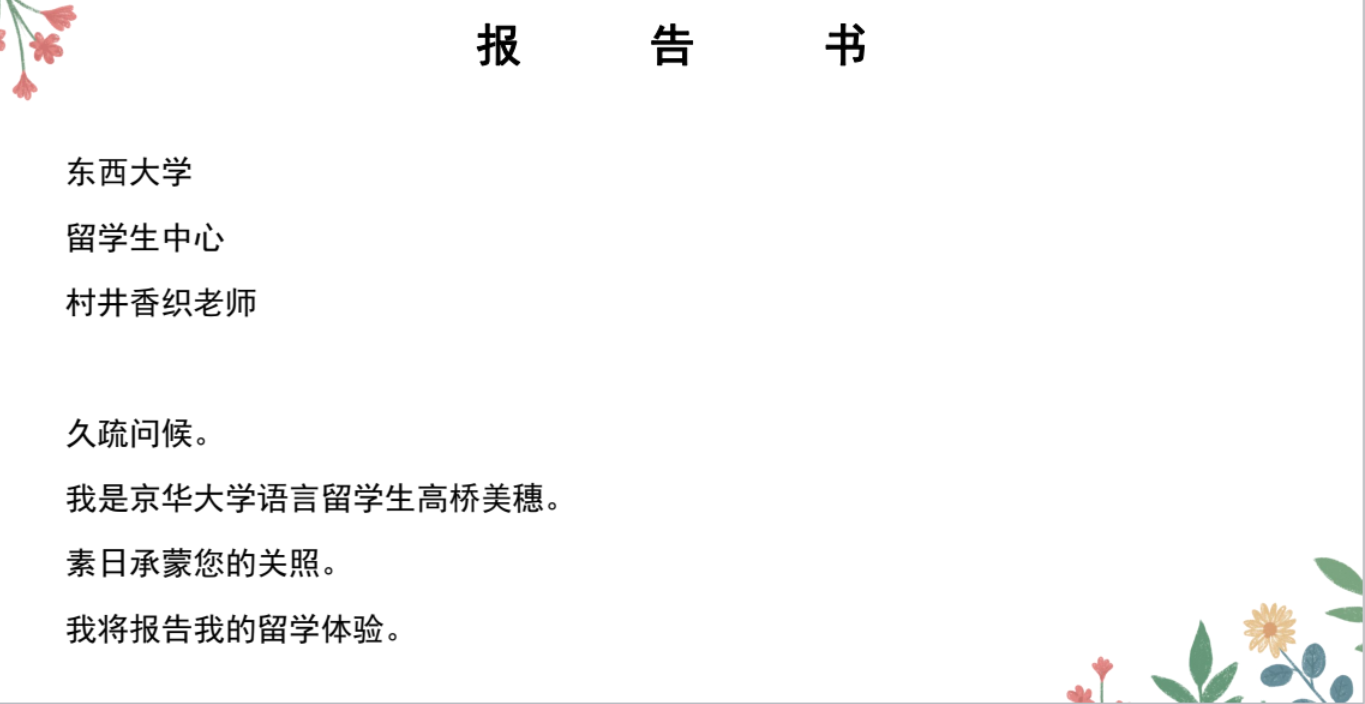 报 告 书
东西大学
留学生中心
村井香织老师
久疏问候。
我是京华大学语言留学生高桥美穗。
素日承蒙您的关照。
我将报告我的留学体验。